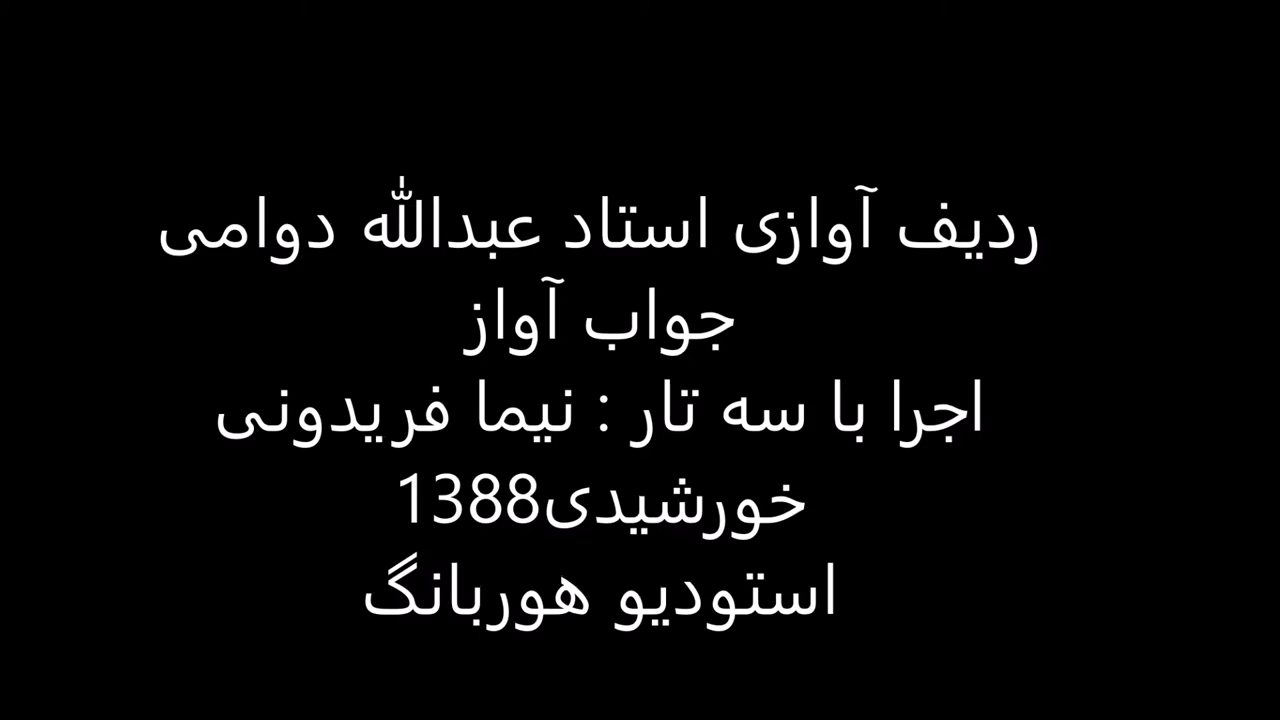 ردیف آوازی استاد عبدالله دوامی
جواب آواز
اجرا با سه تار : نیما فریدونی
خورشیدی1388
استودیو هوربانگ